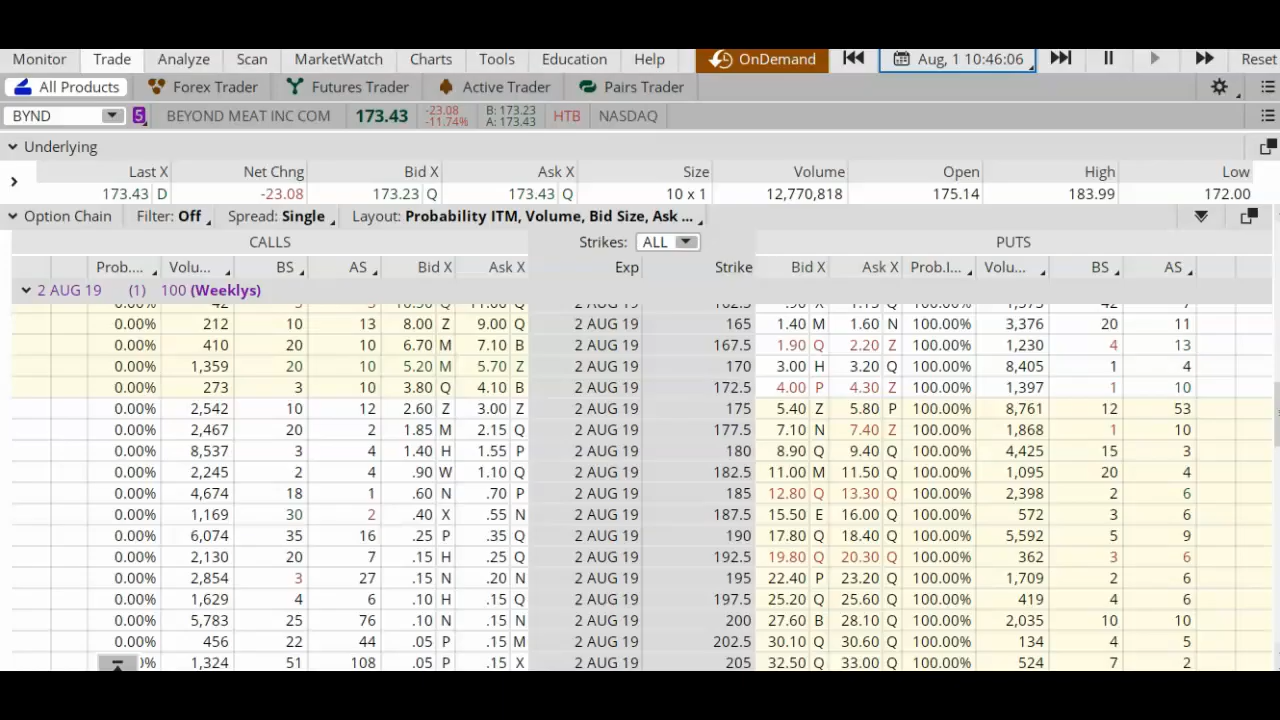 Monitor Trade Analyze Scan MarketWatch Charts Tools Education Help OnDemand Aug, 1 10:46:06 Reset
All Products Forex Trader Futures Trader Active Trader Pairs Trader
BYND 5 BEYOND MEAT INC COM 173.43 -23.08 -11.74% B: 173.23 A: 173.43 HTB NASDAQ
Underlying
Last X Net Chng Bid X Ask X Size Volume Open High Low
173.43 D -23.08 173.23 Q 173.43 Q 10 x 1 12,770,818 175.14 183.99 172.00
Option Chain Filter: Off Spread: Single Layout: Probability ITM, Volume, Bid Size, Ask ...
CALLS Strikes: ALL PUTS
Prob.... Volu... BS AS Bid X Ask X Exp Strike Bid X Ask X Prob.I... Volu... BS AS
2 AUG 19 (1) 100 (Weeklys)
0.00% 212 10 13 8.00 Z 9.00 Q 2 AUG 19 165 1.40 M 1.60 N 100.00% 3,376 20 11
0.00% 410 20 10 6.70 M 7.10 B 2 AUG 19 167.5 1.90 Q 2.20 Z 100.00% 1,230 4 13
0.00% 1,359 20 10 5.20 M 5.70 Z 2 AUG 19 170 3.00 H 3.20 Q 100.00% 8,405 1 4
0.00% 273 3 10 3.80 Q 4.10 B 2 AUG 19 172.5 4.00 P 4.30 Z 100.00% 1,397 1 10
0.00% 2,542 10 12 2.60 Z 3.00 Z 2 AUG 19 175 5.40 Z 5.80 P 100.00% 8,761 12 53
0.00% 2,467 20 2 1.85 M 2.15 Q 2 AUG 19 177.5 7.10 N 7.40 Z 100.00% 1,868 1 10
0.00% 8,537 3 4 1.40 H 1.55 P 2 AUG 19 180 8.90 Q 9.40 Q 100.00% 4,425 15 3
0.00% 2,245 2 4 .90 W 1.10 Q 2 AUG 19 182.5 11.00 M 11.50 Q 100.00% 1,095 20 4
0.00% 4,674 18 1 .60 N .70 P 2 AUG 19 185 12.80 Q 13.30 Q 100.00% 2,398 2 6
0.00% 1,169 30 2 .40 X .55 N 2 AUG 19 187.5 15.50 E 16.00 Q 100.00% 572 3 6
0.00% 6,074 35 16 .25 P .35 Q 2 AUG 19 190 17.80 Q 18.40 Q 100.00% 5,592 5 9
0.00% 2,130 20 7 .15 H .25 Q 2 AUG 19 192.5 19.80 Q 20.30 Q 100.00% 362 3 6
0.00% 2,854 3 27 .15 N .20 N 2 AUG 19 195 22.40 P 23.20 Q 100.00% 1,709 2 6
0.00% 1,629 4 6 .10 H .15 Q 2 AUG 19 197.5 25.20 Q 25.60 Q 100.00% 419 4 6
0.00% 5,783 25 76 .10 N .15 N 2 AUG 19 200 27.60 B 28.10 Q 100.00% 2,035 10 10
0.00% 456 22 44 .05 P .15 M 2 AUG 19 202.5 30.10 Q 30.60 Q 100.00% 134 4 5
)% 1,324 51 108 .05 P .15 X 2 AUG 19 205 32.50 Q 33.00 Q 100.00% 524 7 2